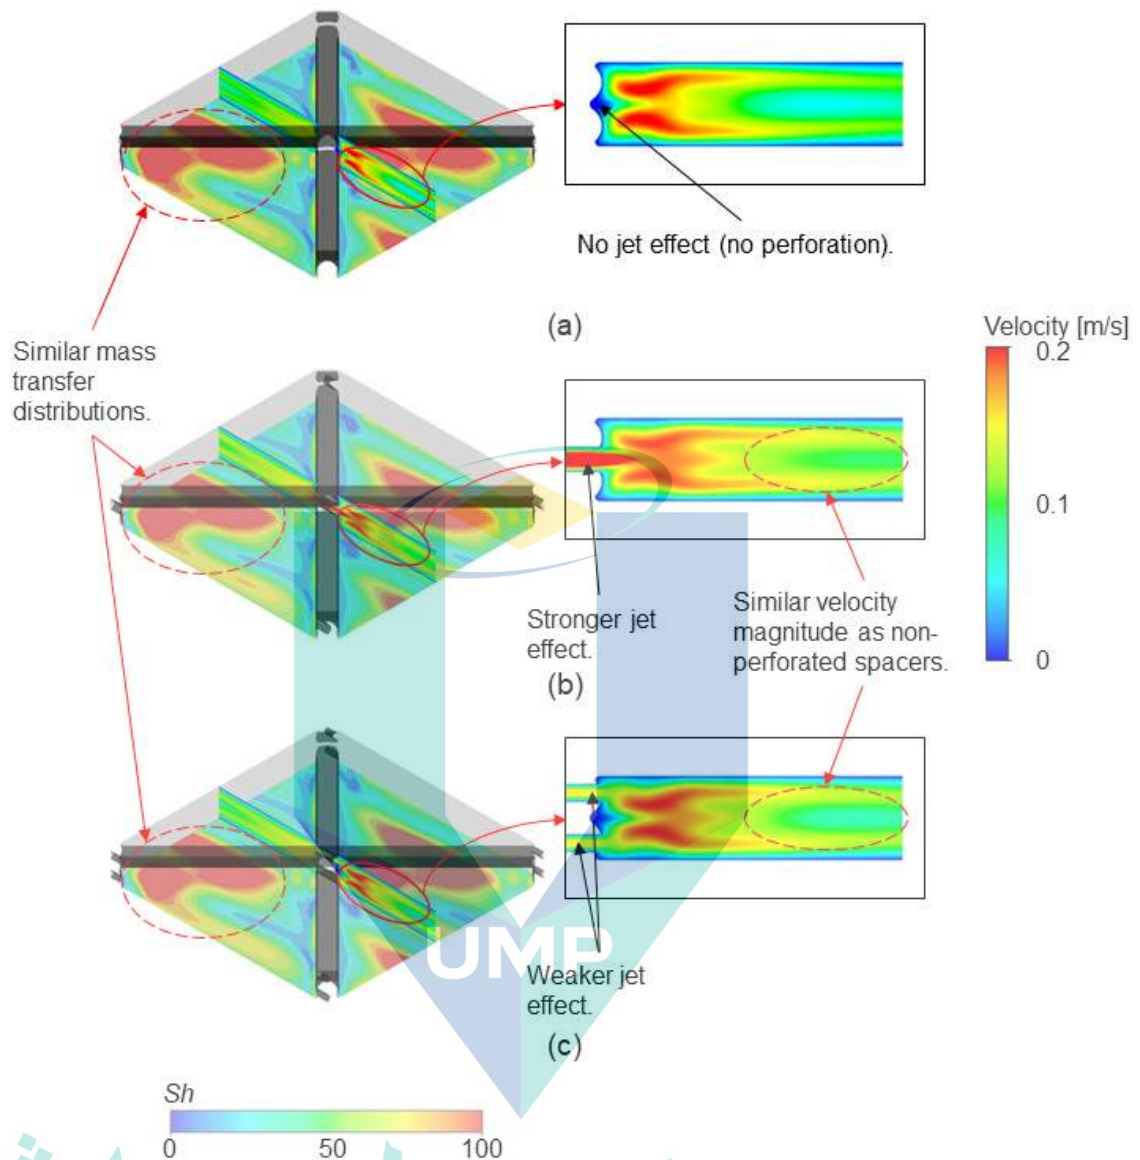 No jet effect (no perforation).
(a)
Velocity [m/s]
0.2
0.1
0
Similar mass
transfer
distributions.
Stronger jet
effect.
Similar velocity
magnitude as non-
perforated spacers.
(b)
UMP
Weaker jet
effect.
(c)
Sh
0
50
100